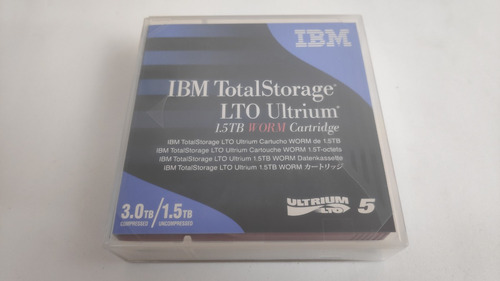 IBM
IBM TotalStorage®
LTO Ultrium®
1.5TB WORM Cartridge
IBM TotalStorage LTO Ultrium Cartucho WORM de 1.5TB
IBM TotalStorage LTO Ultrium Cartouche WORM 1.5T-octets
IBM TotalStorage LTO Ultrium 1.5TB WORM Datenkassette
IBM TotalStorage LTO Ultrium 1.5TB WORM カートリッジ
3.0TB/1.5TB
COMPRESSED UNCOMPRESSED
ULTRIUM 5
LTO